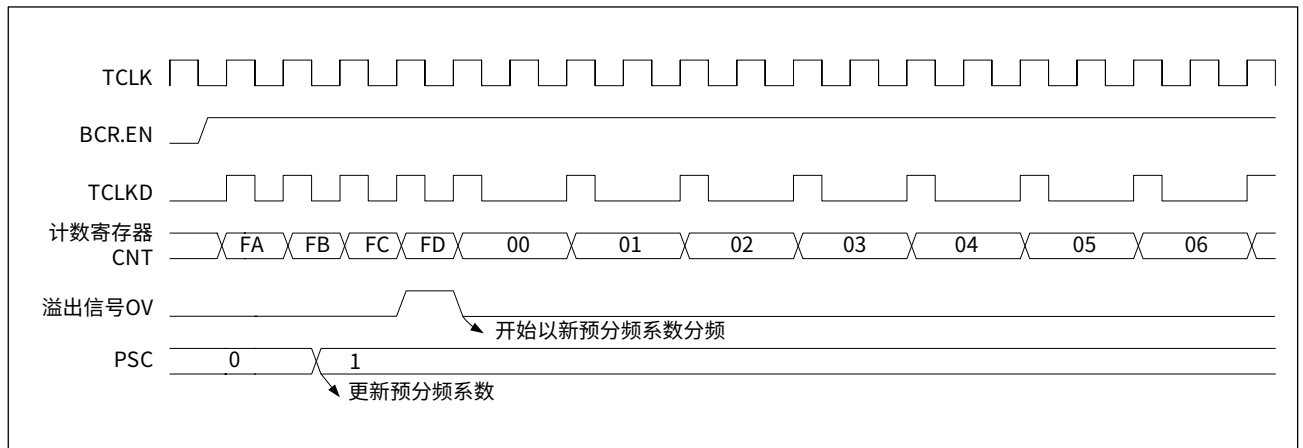 TCLK
BCR.EN
TCLKD
计数寄存器
CNT
FA FB FC FD 00 01 02 03 04 05 06
溢出信号OV
开始以新预分频系数分频
PSC
0 1
更新预分频系数